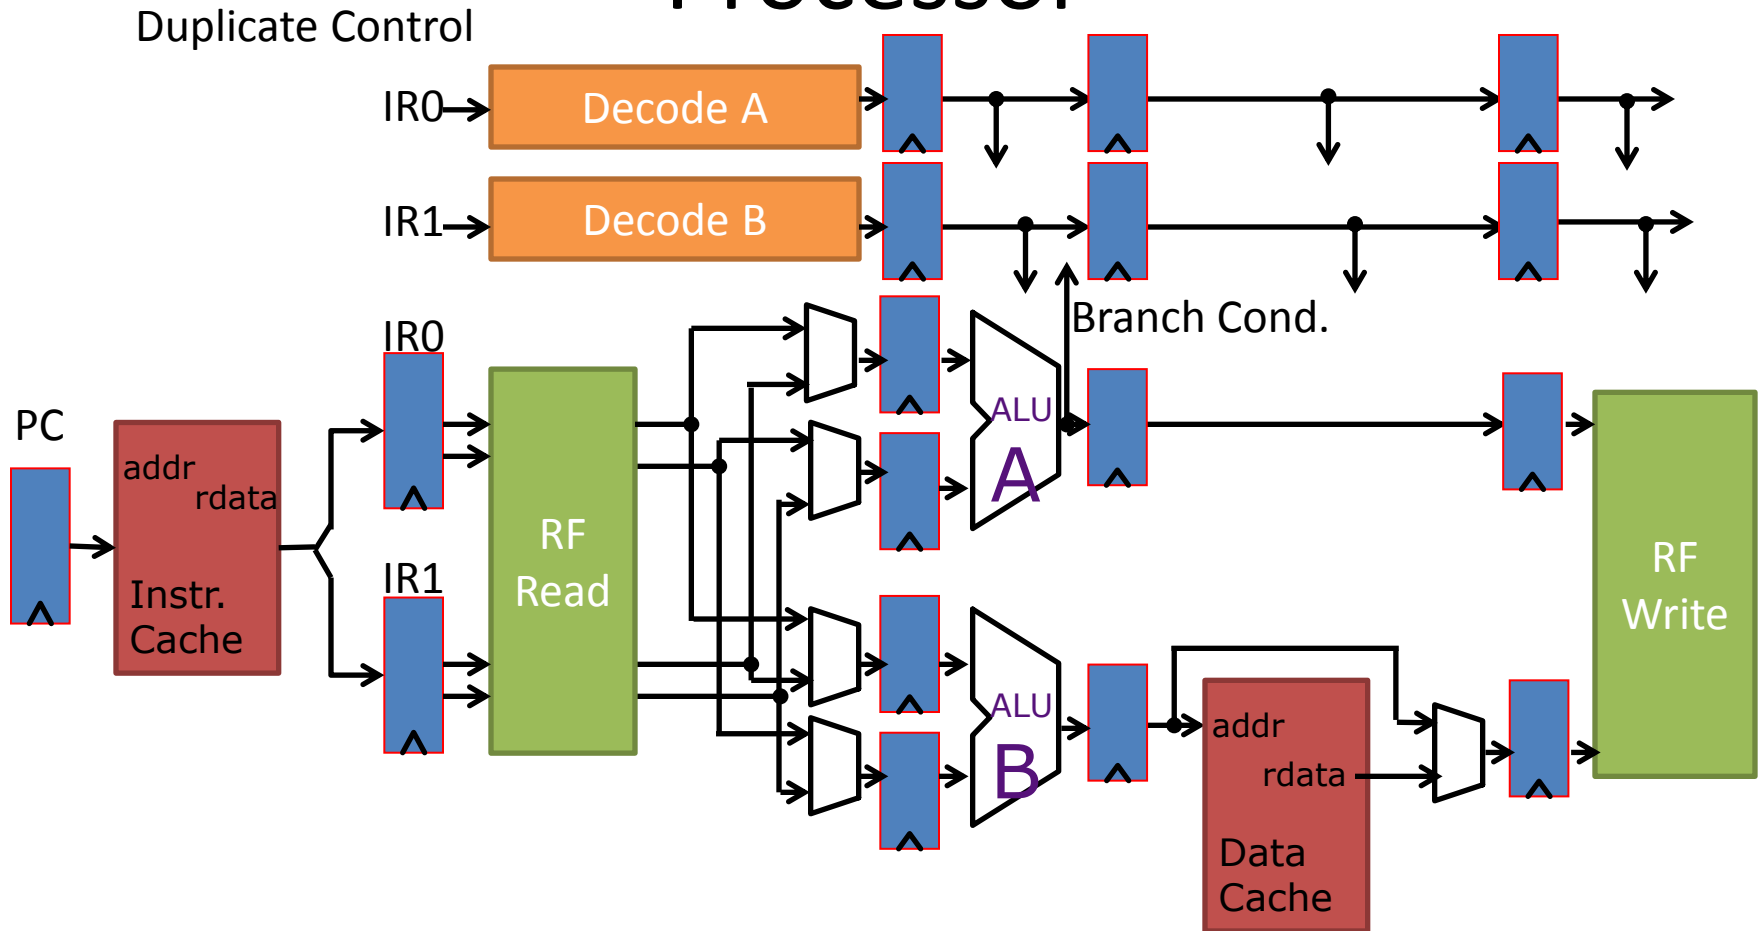 Processor
Duplicate Control
IR0
Decode A
IR1
Decode B
Branch Cond.
IR0
PC
addr
rdata
Instr.
Cache
IR1
RF
Read
ALU
A
ALU
B
addr
rdata
Data
Cache
RF
Write